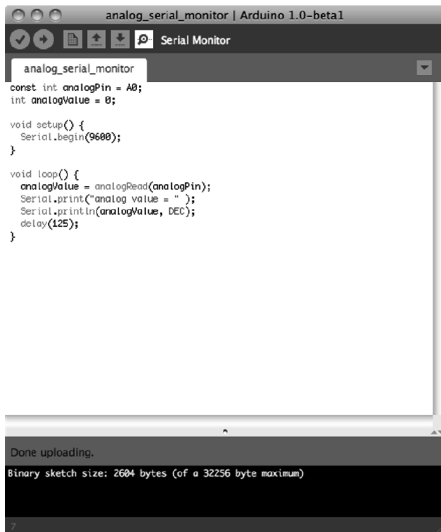 analog_serial_monitor | Arduino 1.0-beta1
Serial Monitor
analog_serial_monitor
const int analogPin = A0;
int analogValue = 0;
void setup() {
Serial.begin(9600);
}
void loop() {
analogValue = analogRead(analogPin);
Serial.print("analog value = " );
Serial.println(analogValue, DEC);
delay(125);
}
Done uploading.
Binary sketch size: 2604 bytes (of a 32256 byte maximum)
7